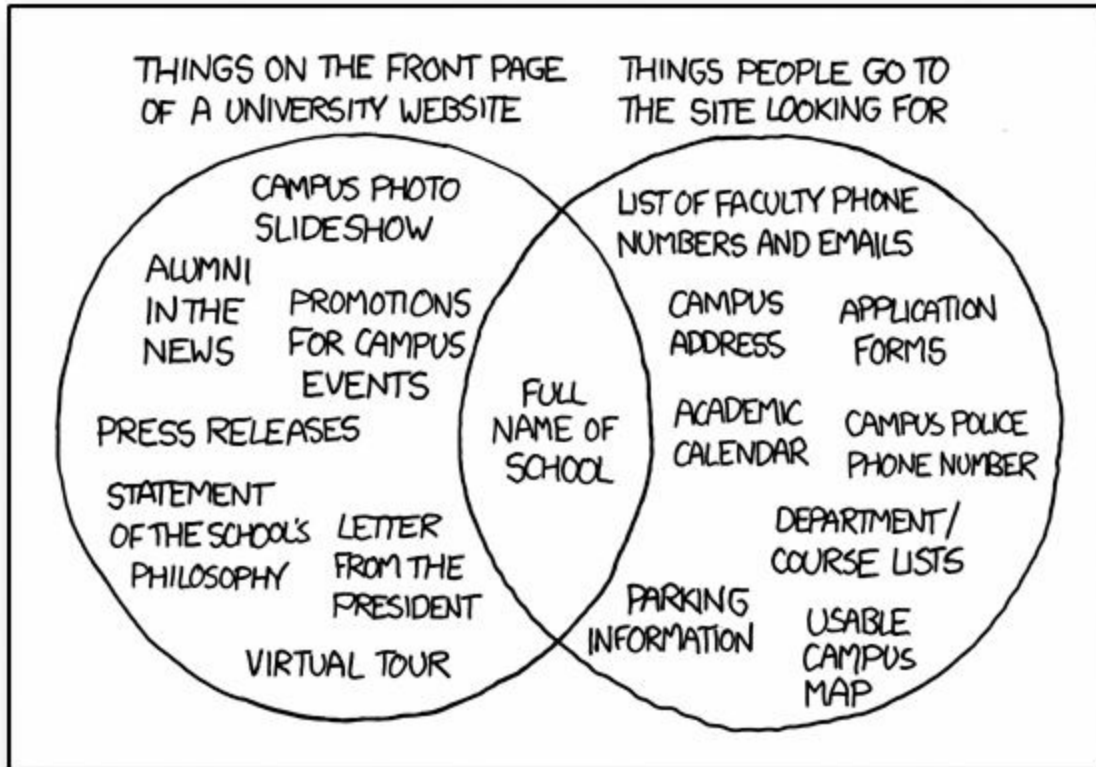 THINGS ON THE FRONT PAGE
OF A UNIVERSITY WEBSITE
THINGS PEOPLE GO TO
THE SITE LOOKING FOR
CAMPUS PHOTO
SLIDESHOW
ALUMNI
IN THE
NEWS
PROMOTIONS
FOR CAMPUS
EVENTS
PRESS RELEASES
STATEMENT
OF THE SCHOOL'S
PHILOSOPHY
LETTER
FROM THE
PRESIDENT
VIRTUAL TOUR
FULL
NAME OF
SCHOOL
LIST OF FACULTY PHONE
NUMBERS AND EMAILS
CAMPUS
ADDRESS
APPLICATION
FORMS
ACADEMIC
CALENDAR
CAMPUS POLICE
PHONE NUMBER
DEPARTMENT/
COURSE LISTS
PARKING
INFORMATION
USABLE
CAMPUS
MAP